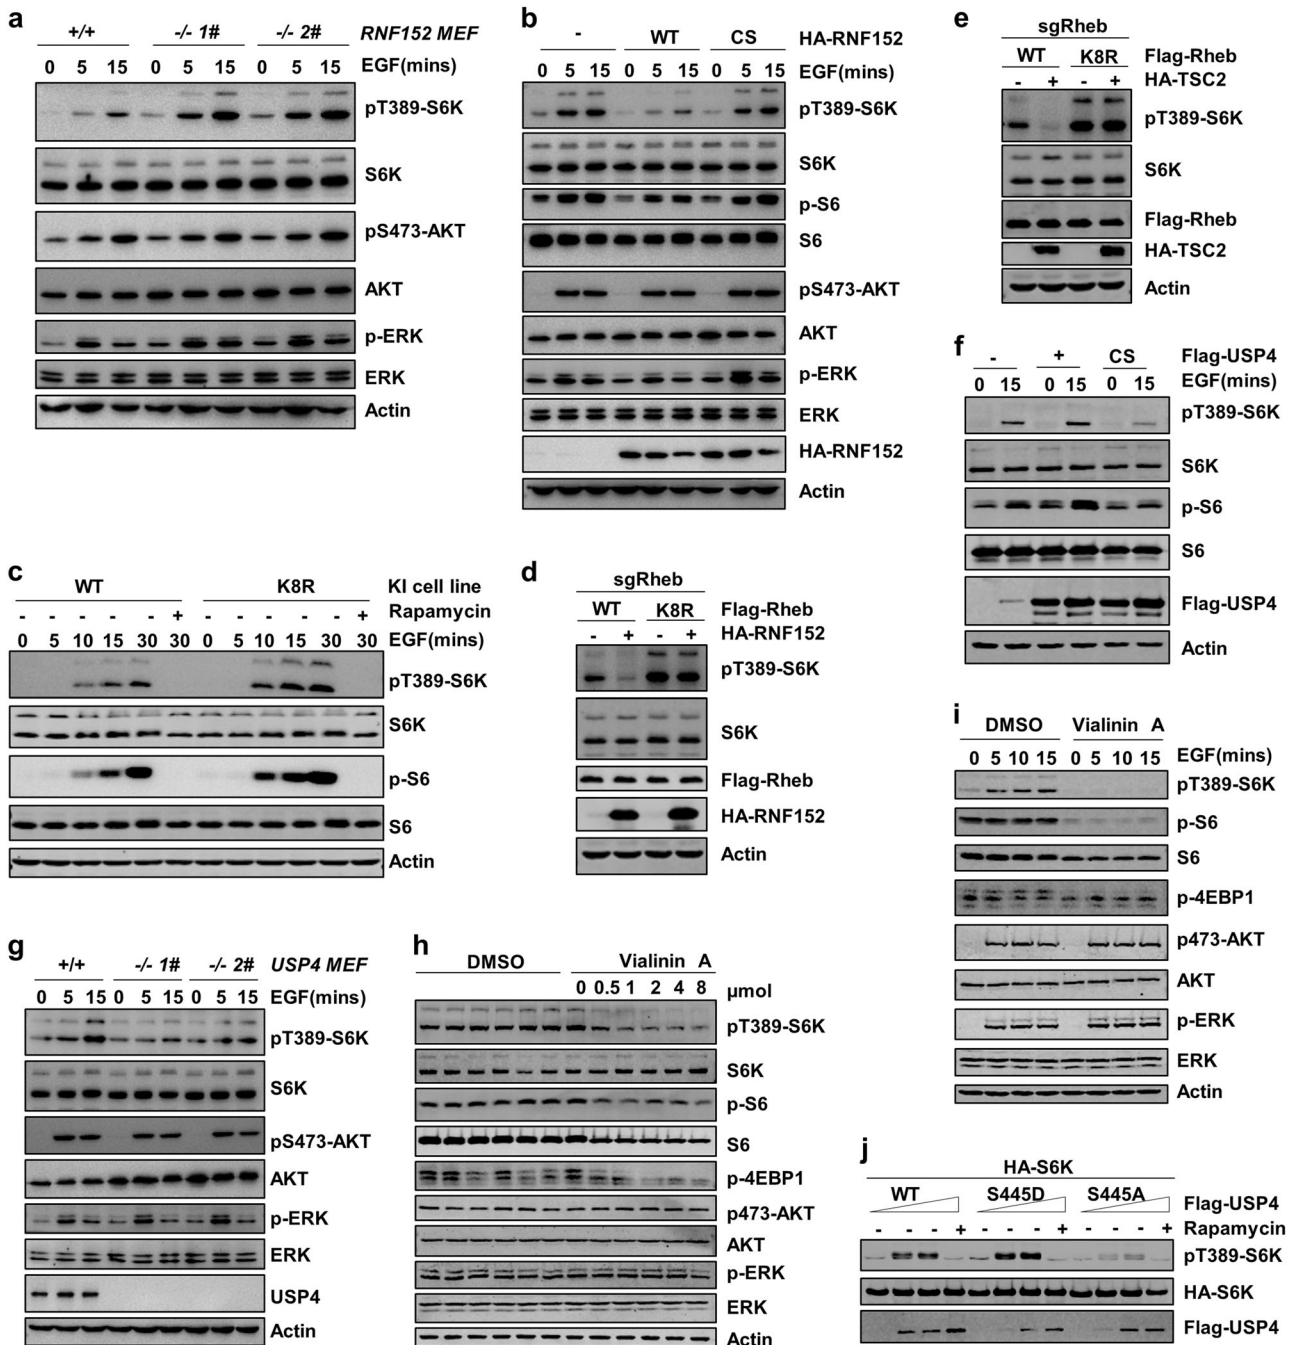 a
+/+ -/- 1# -/- 2# RNF152 MEF
0 5 15 0 5 15 0 5 15 EGF(mins)
pT389-S6K
S6K
pS473-AKT
AKT
p-ERK
ERK
Actin
b
- WT CS HA-RNF152
0 5 15 0 5 15 0 5 15 EGF(mins)
pT389-S6K
S6K
p-S6
S6
pS473-AKT
AKT
p-ERK
ERK
HA-RNF152
Actin
c
WT K8R KI cell line
- - - - - + - - - - - + Rapamycin
0 5 10 15 30 30 0 5 10 15 30 30 EGF(mins)
pT389-S6K
S6K
p-S6
S6
Actin
d
sgRheb
WT K8R Flag-Rheb
- + - + HA-RNF152
pT389-S6K
S6K
Flag-Rheb
HA-RNF152
Actin
e
sgRheb
WT K8R Flag-Rheb
- + - + HA-TSC2
pT389-S6K
S6K
Flag-Rheb
HA-TSC2
Actin
f
- + CS Flag-USP4
0 15 0 15 0 15 EGF(mins)
pT389-S6K
S6K
p-S6
S6
Flag-USP4
Actin
g
+/+ -/- 1# -/- 2# USP4 MEF
0 5 15 0 5 15 0 5 15 EGF(mins)
pT389-S6K
S6K
pS473-AKT
AKT
p-ERK
ERK
USP4
Actin
h
DMSO Vialinin A
0 0.5 1 2 4 8 µmol
pT389-S6K
S6K
p-S6
S6
p-4EBP1
p473-AKT
AKT
p-ERK
ERK
Actin
i
DMSO Vialinin A
0 5 10 15 0 5 10 15 EGF(mins)
pT389-S6K
p-S6
S6
p-4EBP1
p473-AKT
AKT
p-ERK
ERK
Actin
j
HA-S6K
WT S445D S445A Flag-USP4
- - - + - - - + - - - + Rapamycin
pT389-S6K
HA-S6K
Flag-USP4